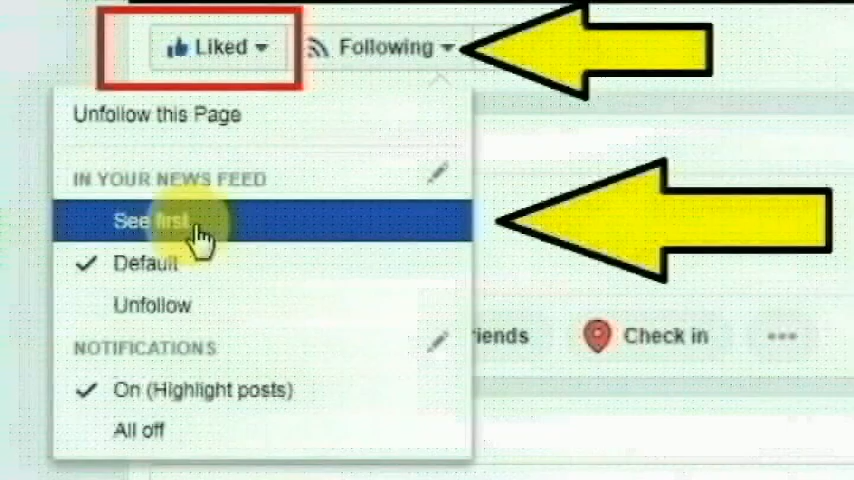 Liked Following
Unfollow this Page
IN YOUR NEWS FEED
See first
Default
Unfollow
riends Check in
NOTIFICATIONS
On (Highlight posts)
All off